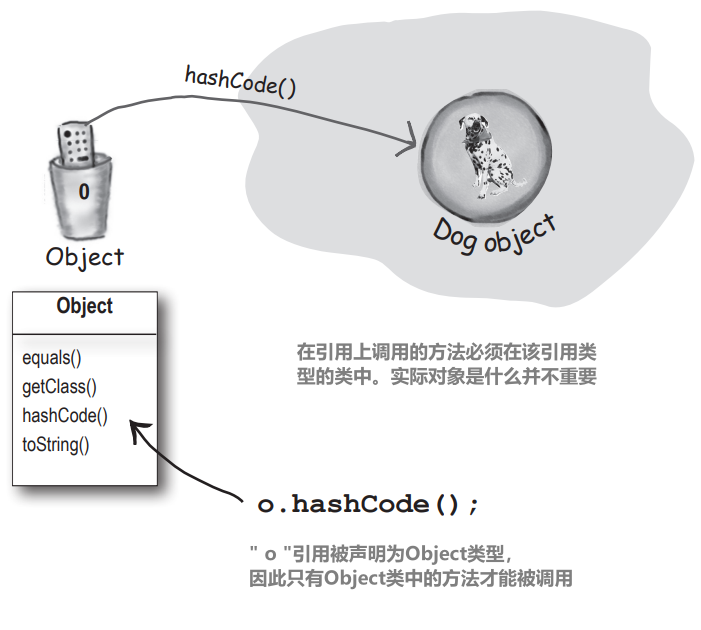 hashCode()
o
Object
Dog object
Object
equals()
getClass()
hashCode()
toString()
在引用上调用的方法必须在该引用类
型的类中。实际对象是什么并不重要
o.hashCode();
" o "引用被声明为Object类型，
因此只有Object类中的方法才能被调用